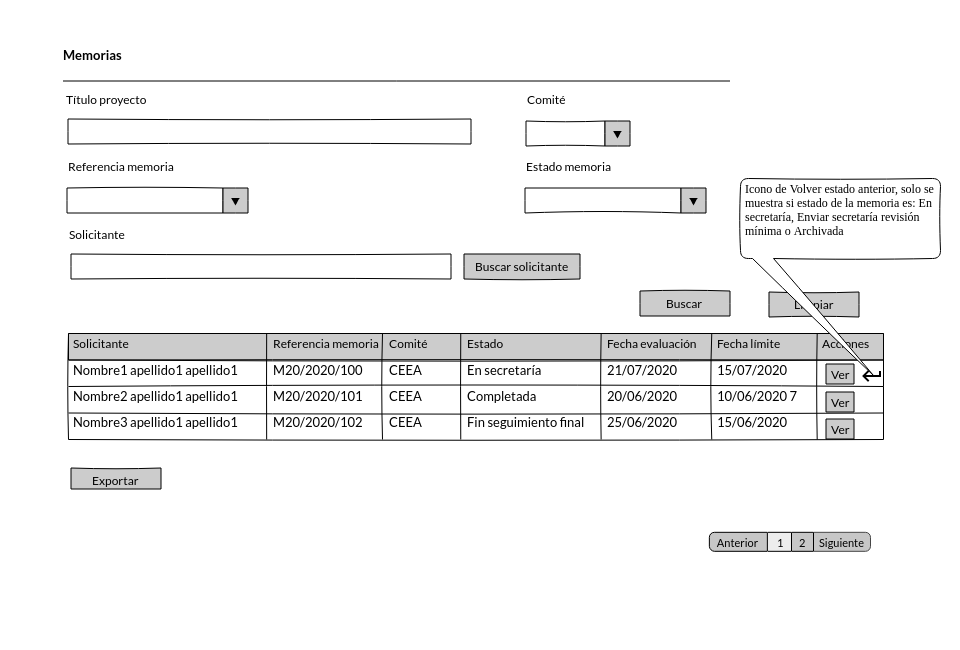 Memorias
Título proyecto
Comité
Referencia memoria
Estado memoria
Icono de Volver estado anterior, solo se
muestra si estado de la memoria es: En
secretaría, Enviar secretaría revisión
mínima o Archivada
Solicitante
Buscar solicitante
Buscar
Limpiar
Solicitante Referencia memoria Comité Estado Fecha evaluación Fecha límite Acciones
Nombre1 apellido1 apellido1 M20/2020/100 CEEA En secretaría 21/07/2020 15/07/2020 Ver
Nombre2 apellido1 apellido1 M20/2020/101 CEEA Completada 20/06/2020 10/06/2020 7 Ver
Nombre3 apellido1 apellido1 M20/2020/102 CEEA Fin seguimiento final 25/06/2020 15/06/2020 Ver
Exportar
Anterior 1 2 Siguiente